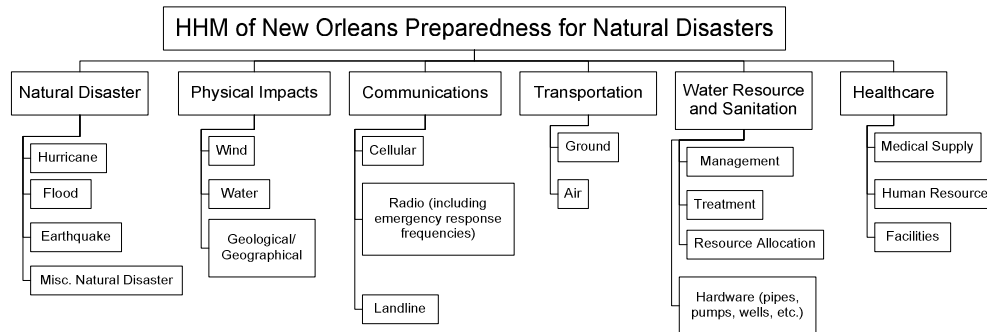 HHM of New Orleans Preparedness for Natural Disasters
Natural Disaster
Hurricane
Flood
Earthquake
Misc. Natural Disaster
Physical Impacts
Wind
Water
Geological/
Geographical
Communications
Cellular
Radio (including
emergency response
frequencies)
Landline
Transportation
Ground
Air
Water Resource
and Sanitation
Management
Treatment
Resource Allocation
Hardware (pipes,
pumps, wells, etc.)
Healthcare
Medical Supply
Human Resource
Facilities